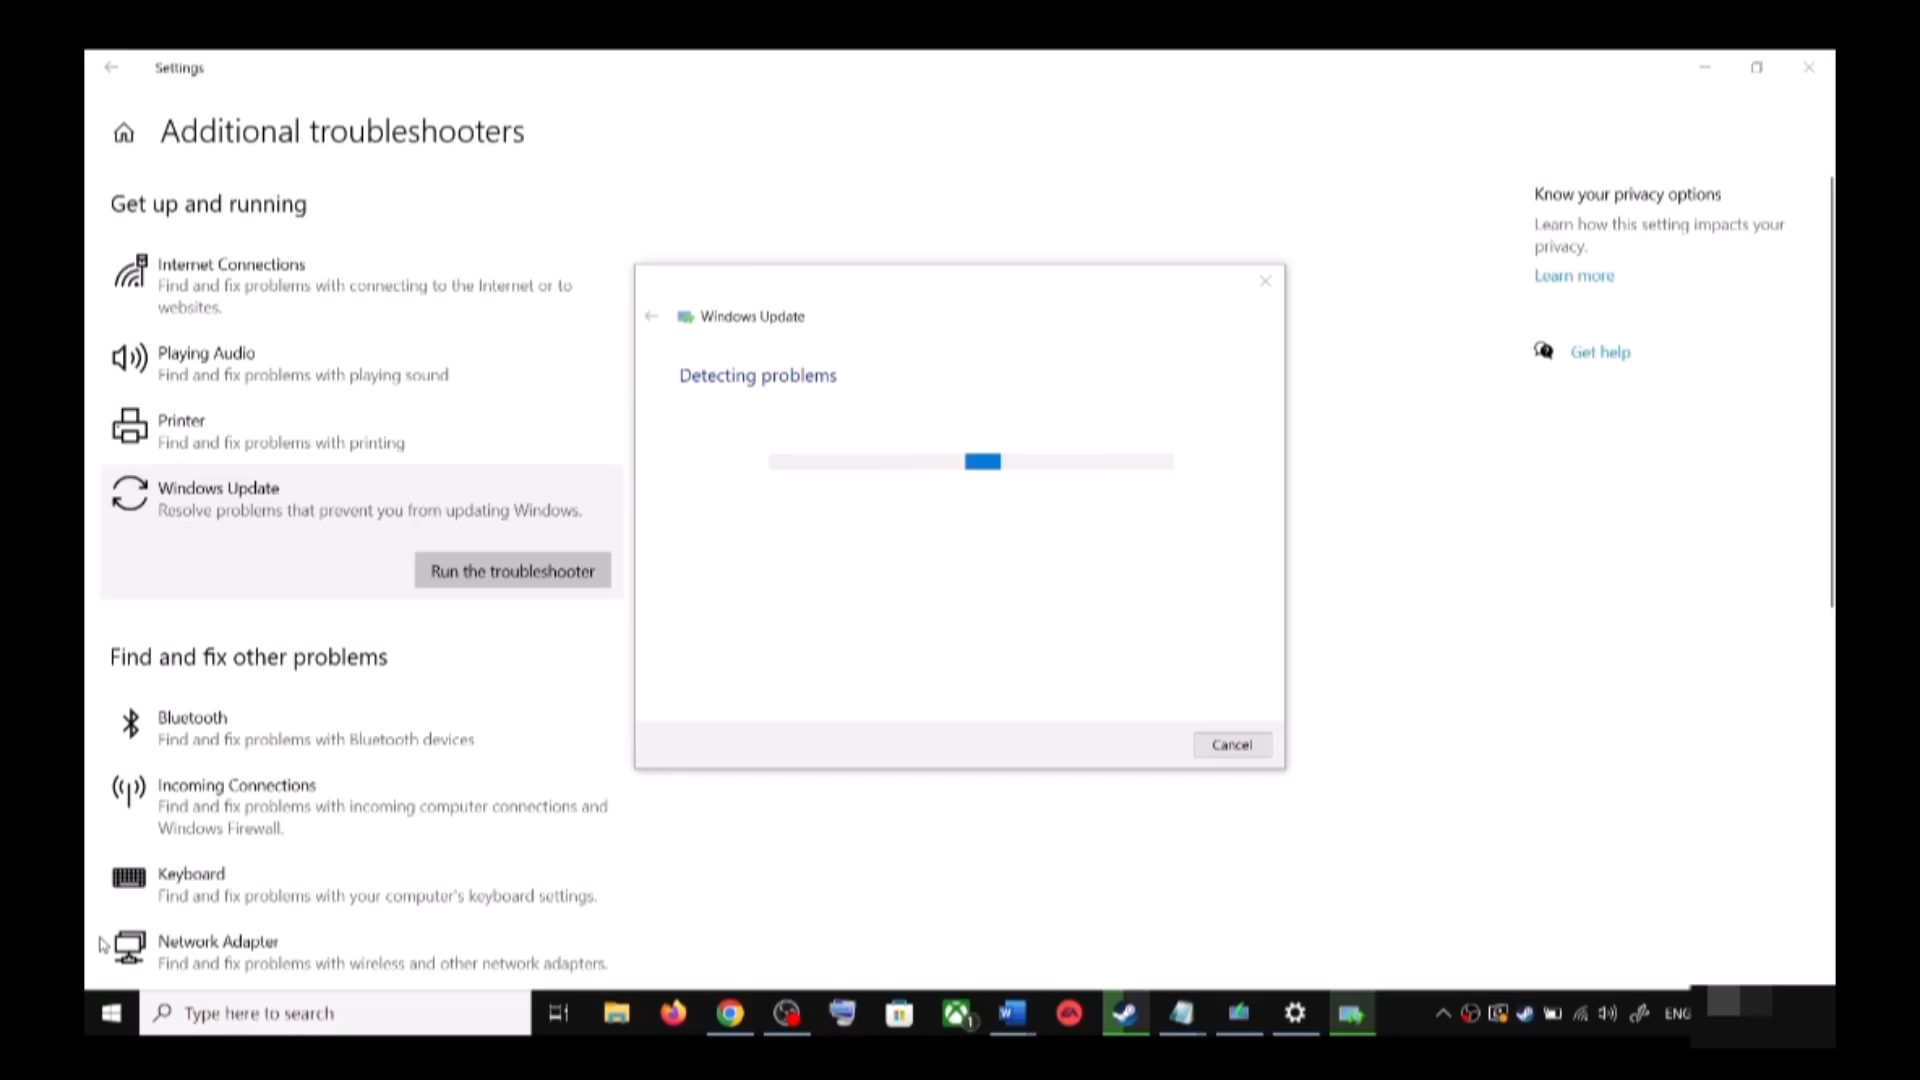 Settings
Additional troubleshooters
Get up and running
Internet Connections
Find and fix problems with connecting to the Internet or to
websites.
Playing Audio
Find and fix problems with playing sound
Printer
Find and fix problems with printing
Windows Update
Resolve problems that prevent you from updating Windows.
Run the troubleshooter
Find and fix other problems
Bluetooth
Find and fix problems with Bluetooth devices
Incoming Connections
Find and fix problems with incoming computer connections and
Windows Firewall.
Keyboard
Find and fix problems with your computer's keyboard settings.
Network Adapter
Find and fix problems with wireless and other network adapters.
Windows Update
Detecting problems
Cancel
Know your privacy options
Learn how this setting impacts your
privacy.
Learn more
Get help
Type here to search
1
W
EA
ENG